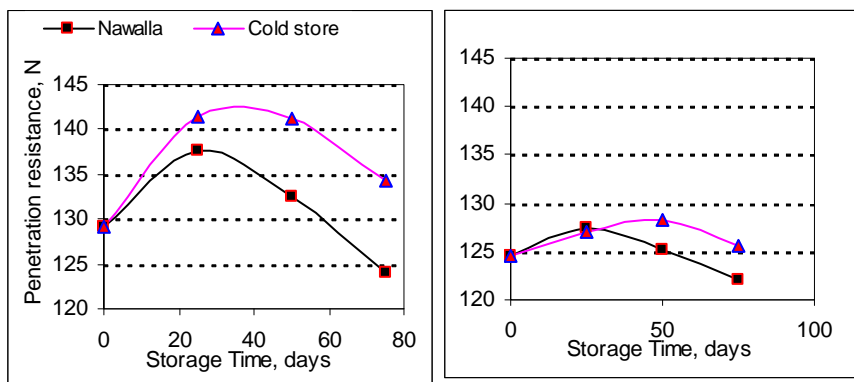 Nawalla Cold store
Penetration resistance, N
145
140
135
130
125
120
0 20 40 60 80
Storage Time, days
145
140
135
130
125
120
0 50 100
Storage Time, days